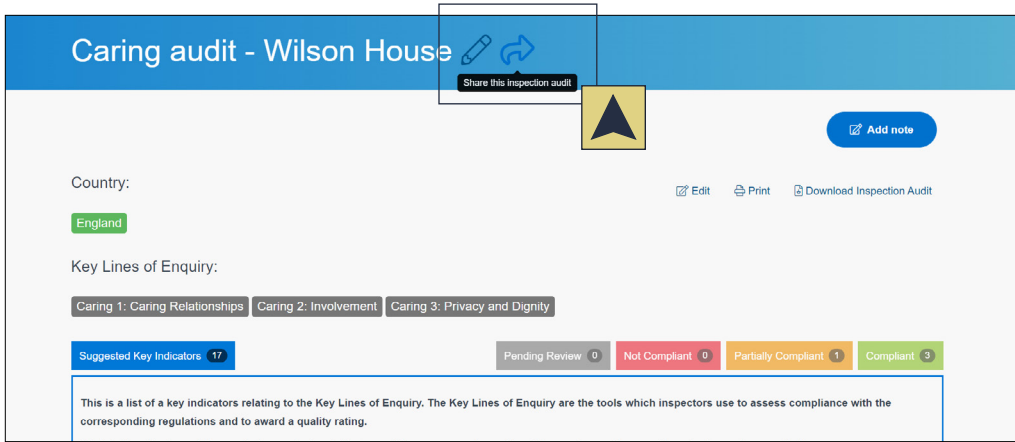 Caring audit - Wilson House
Share this inspection audit
Add note
Country:
Edit Print Download Inspection Audit
England
Key Lines of Enquiry:
Caring 1: Caring Relationships Caring 2: Involvement Caring 3: Privacy and Dignity
Suggested Key Indicators 17 Pending Review 0 Not Compliant 0 Partially Compliant 1 Compliant 3
This is a list of a key indicators relating to the Key Lines of Enquiry. The Key Lines of Enquiry are the tools which inspectors use to assess compliance with the
corresponding regulations and to award a quality rating.